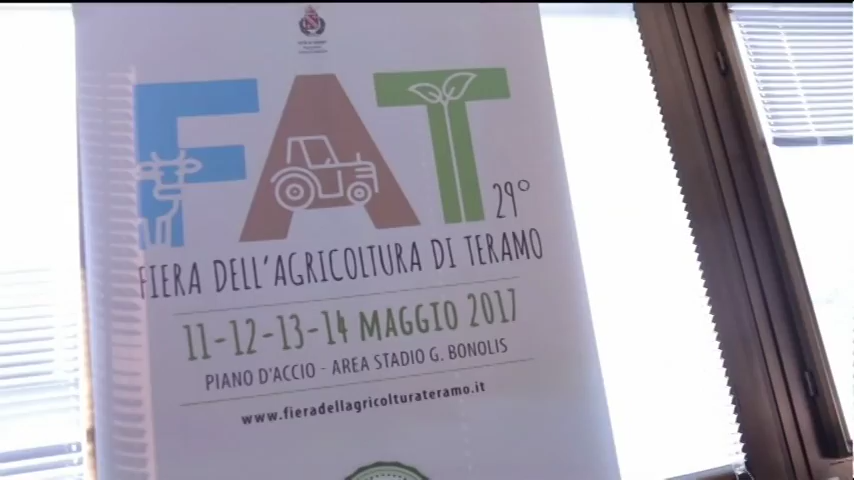 FAT
29°
FIERA DELL'AGRICOLTURA DI TERAMO
11-12-13-14 MAGGIO 2017
PIANO D'ACCIO - AREA STADIO G. BONOLIS
www.fieradellagricolturateramo.it